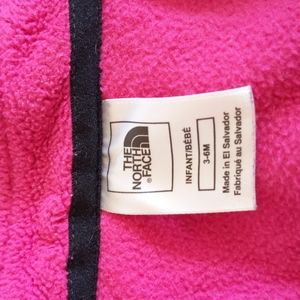 THE
NORTH
FACE®
INFANT/BÉBÉ
3-6M
Made in El Salvador
Fabriqué au Salvador